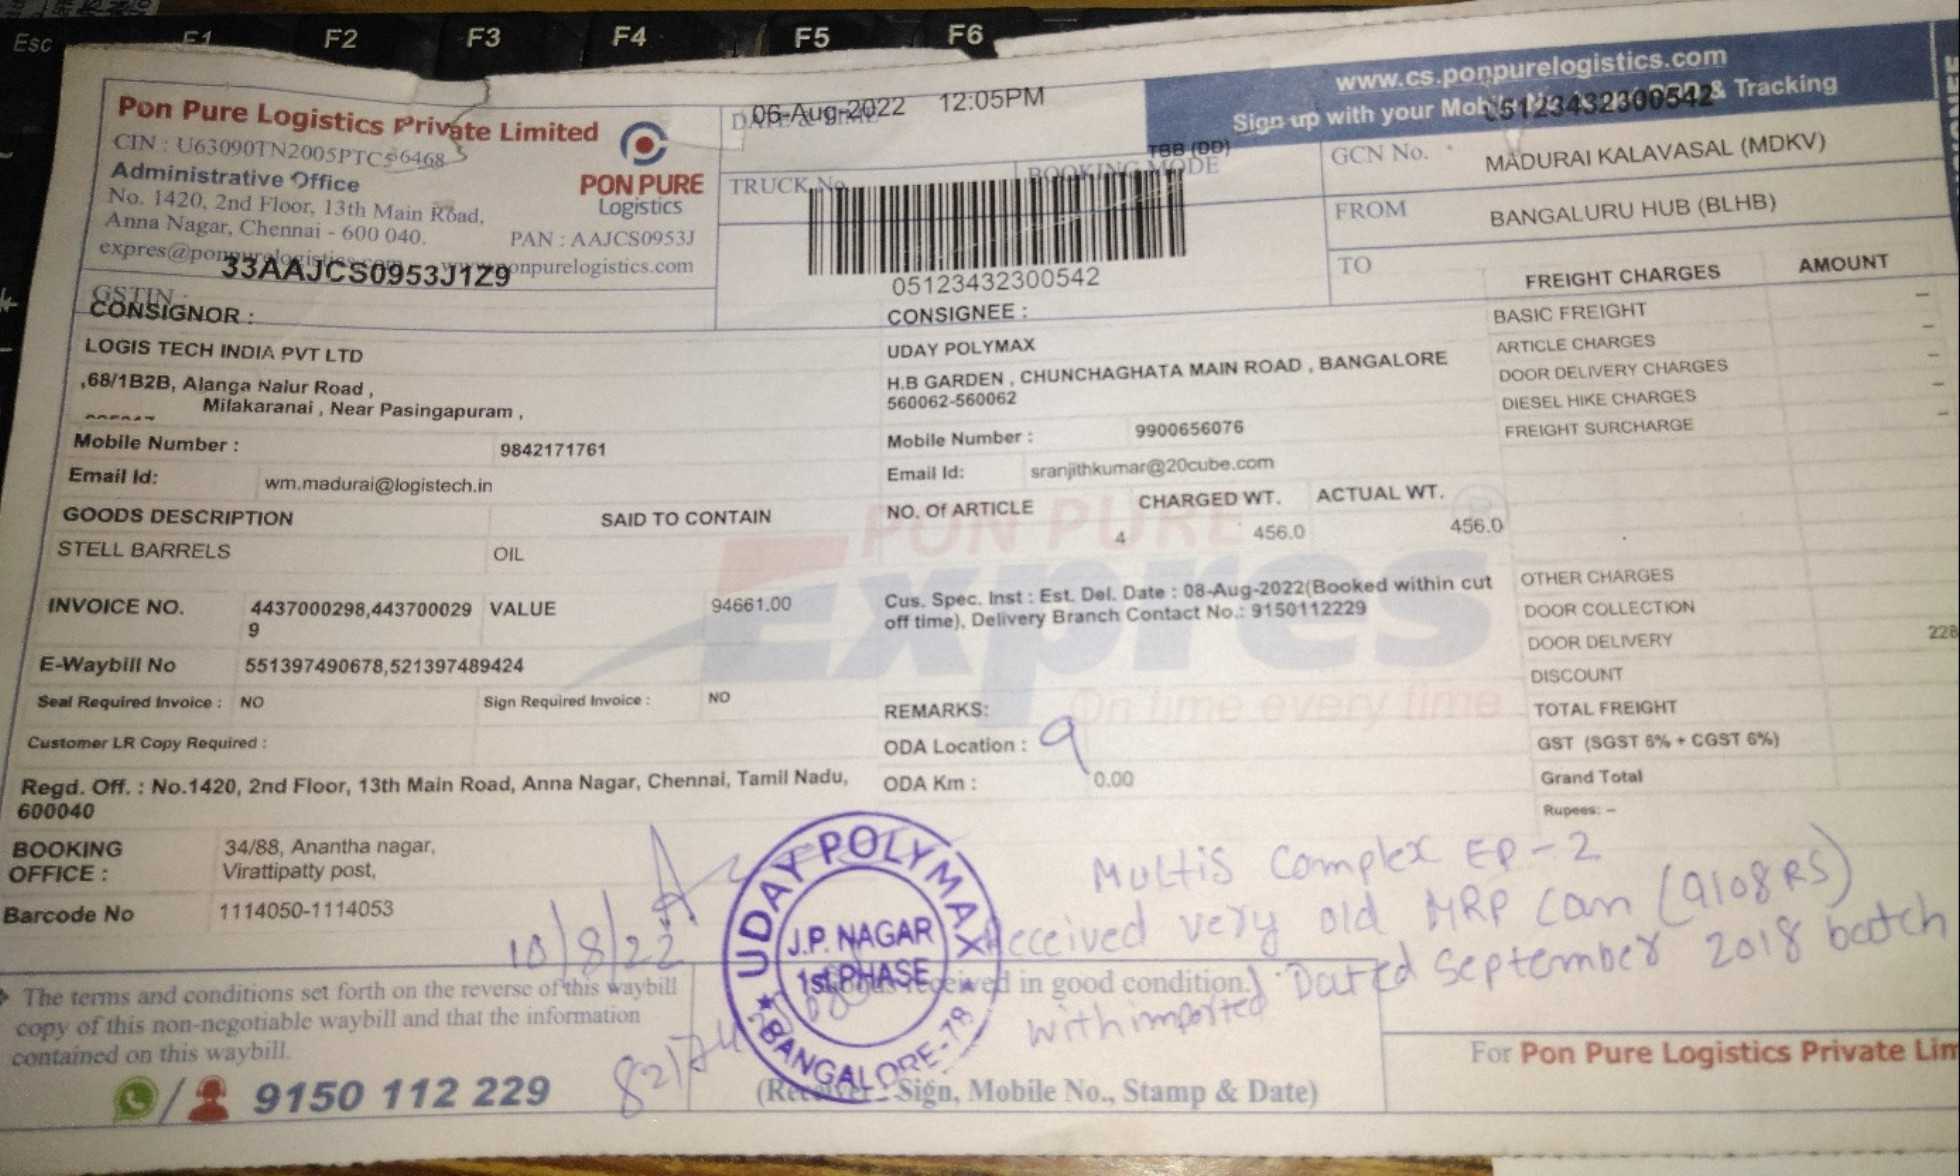 Esc F1 F2 F3 F4 F5 F6
Pon Pure Logistics Private Limited
CIN : U63090TN2005PTC56468
Administrative Office
No. 1420, 2nd Floor, 13th Main Road,
Anna Nagar, Chennai - 600 040.
PAN : AAJCS0953J
PON PURE
Logistics
GSTIN :
33AAJCS0953J1Z9
DATE & TIME
06-Aug-2022 12:05PM
TRUCK No
BOOKING MODE
TBB (DD)
05123432300542
www.cs.ponpurelogistics.com
Sign up with your Mobile No. & Tracking
GCN No.
05123432300542
FROM
MADURAI KALAVASAL (MDKV)
TO
BANGALURU HUB (BLHB)
CONSIGNOR :
LOGIS TECH INDIA PVT LTD
,68/1B2B, Alanga Nalur Road ,
Milakaranai , Near Pasingapuram ,
Mobile Number : 9842171761
Email Id: wm.madurai@logistech.in
CONSIGNEE :
UDAY POLYMAX
H.B GARDEN , CHUNCHAGHATA MAIN ROAD , BANGALORE
560062-560062
Mobile Number : 9900656076
Email Id: sranjithkumar@20cube.com
GOODS DESCRIPTION SAID TO CONTAIN
STELL BARRELS OIL
NO. Of ARTICLE CHARGED WT. ACTUAL WT.
4 456.0 456.0
INVOICE NO. 4437000298,443700029
9
VALUE 94661.00
E-Waybill No 551397490678,521397489424
Seal Required Invoice : NO Sign Required Invoice : NO
Customer LR Copy Required :
Cus. Spec. Inst : Est. Del. Date : 08-Aug-2022(Booked within cut
off time), Delivery Branch Contact No.: 9150112229
PON PURE
Expres
On time every time
REMARKS:
ODA Location : 9
ODA Km : 0.00
FREIGHT CHARGES AMOUNT
BASIC FREIGHT –
ARTICLE CHARGES –
DOOR DELIVERY CHARGES –
DIESEL HIKE CHARGES –
FREIGHT SURCHARGE –
OTHER CHARGES
DOOR COLLECTION
DOOR DELIVERY 228
DISCOUNT
TOTAL FREIGHT
GST (SGST 6% + CGST 6%)
Grand Total
Rupees: –
Regd. Off. : No.1420, 2nd Floor, 13th Main Road, Anna Nagar, Chennai, Tamil Nadu,
600040
BOOKING
OFFICE :
34/88, Anantha nagar,
Virattipatty post,
Barcode No 1114050-1114053
10/8/22
UDAY POLYMAX
J.P. NAGAR
1st PHASE
BANGALORE-78
Multis Complex EP-2
Received very old MRP Can (9108 RS)
Dated September 2018 batch
with imported
The terms and conditions set forth on the reverse of this waybill
copy of this non-negotiable waybill and that the information
contained on this waybill.
9150 112 229
Goods received in good condition.
(Receiver - Sign, Mobile No., Stamp & Date)
For Pon Pure Logistics Private Lim